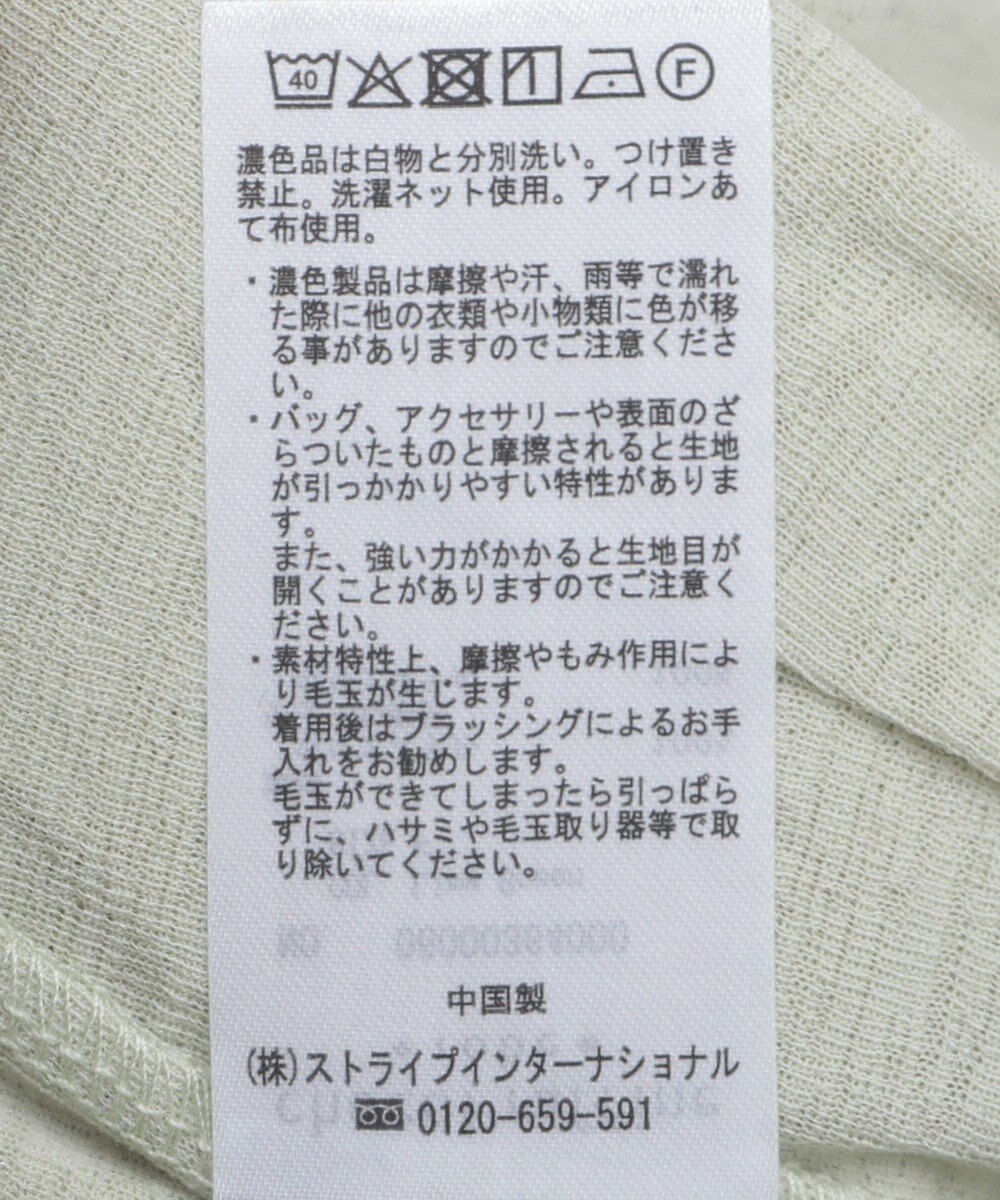 40 F
濃色品は白物と分別洗い。つけ置き
禁止。洗濯ネット使用。アイロンあ
て布使用。
・濃色製品は摩擦や汗、雨等で濡れ
た際に他の衣類や小物類に色が移
る事がありますのでご注意くださ
い。
・バッグ、アクセサリーや表面のざ
らついたものと摩擦されると生地
が引っかかりやすい特性がありま
す。
また、強い力がかかると生地目が
開くことがありますのでご注意く
ださい。
・素材特性上、摩擦やもみ作用によ
り毛玉が生じます。
着用後はブラッシングによるお手
入れをお勧めします。
毛玉ができてしまったら引っぱら
ずに、ハサミや毛玉取り器等で取
り除いてください。
中国製
(株)ストライプインターナショナル
0120-659-591